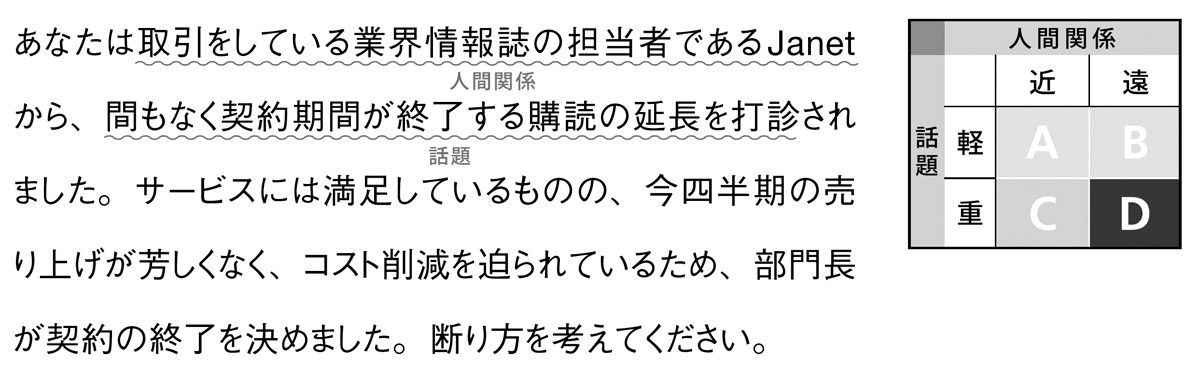 あなたは取引をしている業界情報誌の担当者であるJanet
人間関係
から、間もなく契約期間が終了する購読の延長を打診され
話題
ました。サービスには満足しているものの、今四半期の売
り上げが芳しくなく、コスト削減を迫られているため、部門長
が契約の終了を決めました。断り方を考えてください。
人間関係
近 遠
話題
軽 A B
重 C D